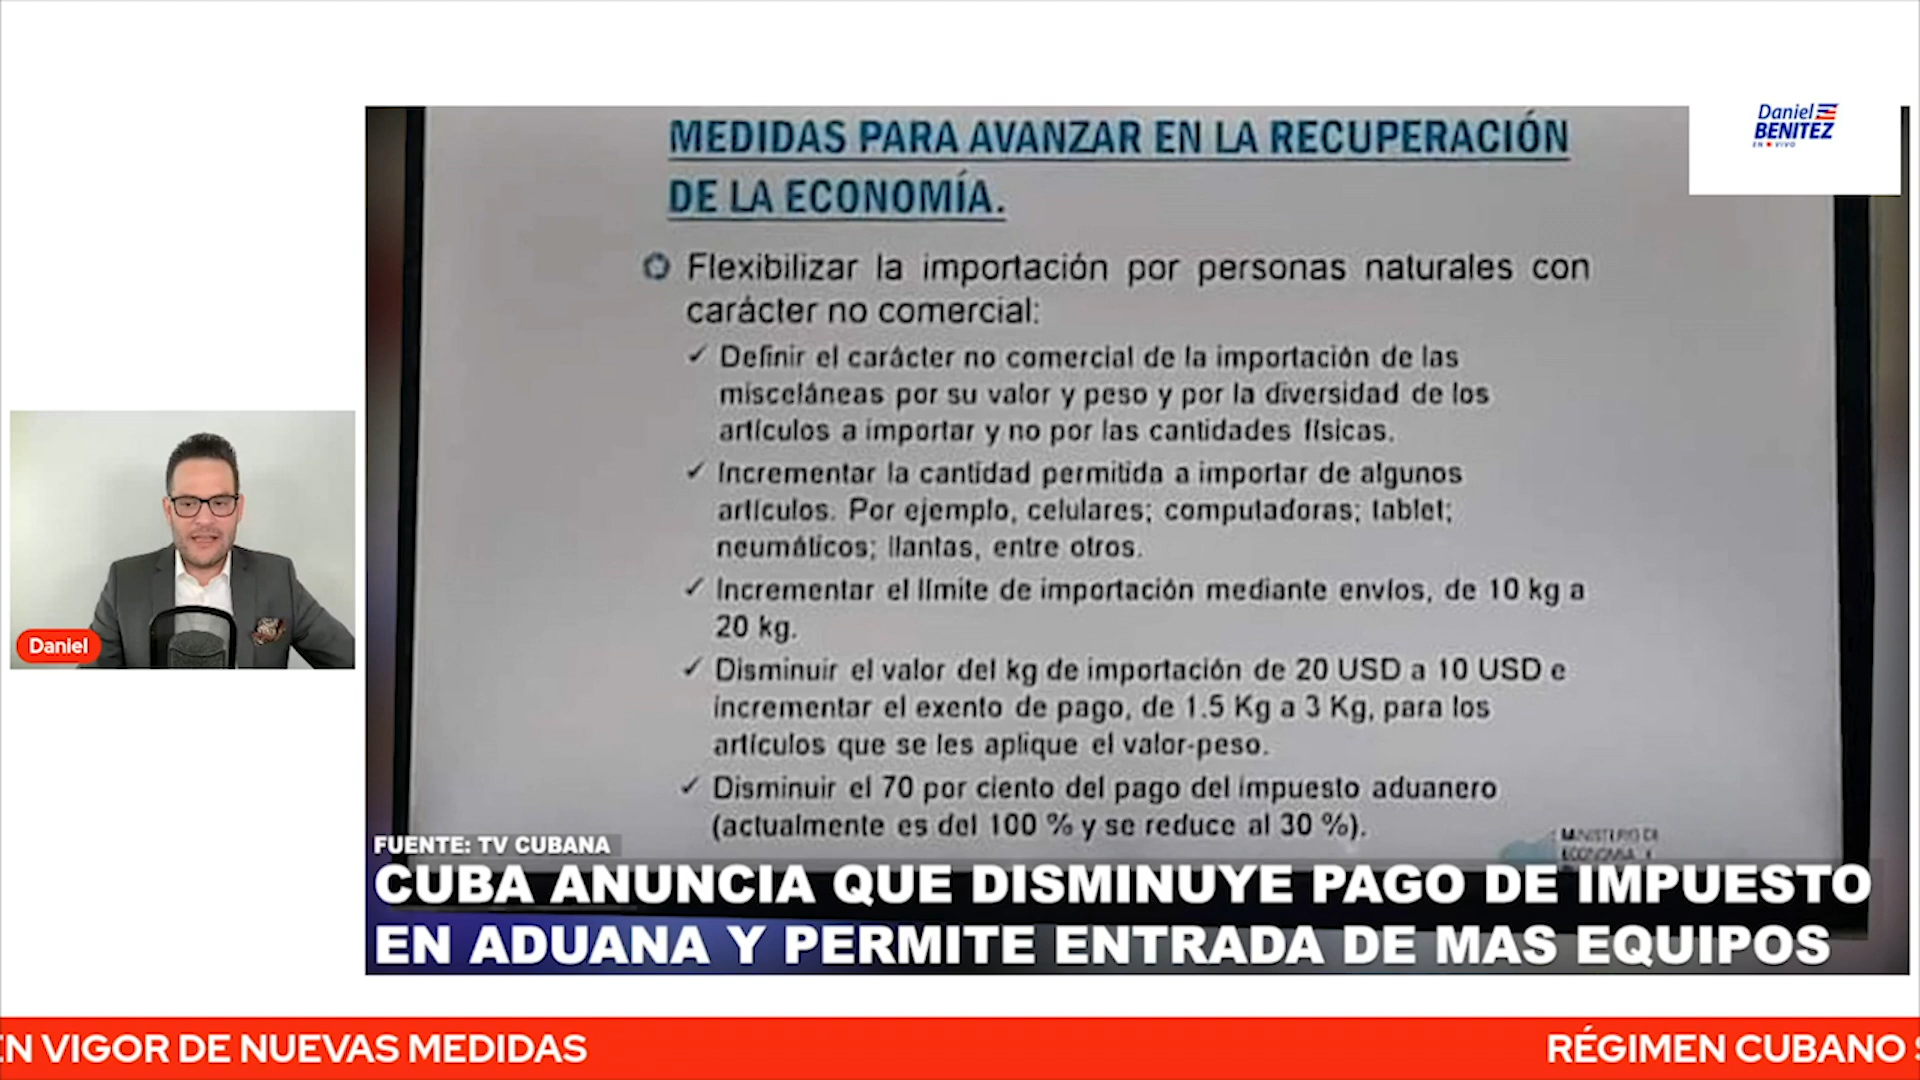 Daniel
BENITEZ
EN VIVO
MEDIDAS PARA AVANZAR EN LA RECUPERACIÓN
DE LA ECONOMÍA.
Flexibilizar la importación por personas naturales con
carácter no comercial:
✓ Definir el carácter no comercial de la importación de las
misceláneas por su valor y peso y por la diversidad de los
artículos a importar y no por las cantidades físicas.
✓ Incrementar la cantidad permitida a importar de algunos
artículos. Por ejemplo, celulares; computadoras; tablet;
neumáticos; llantas, entre otros.
✓ Incrementar el límite de importación mediante envíos, de 10 kg a
20 kg.
✓ Disminuir el valor del kg de importación de 20 USD a 10 USD e
incrementar el exento de pago, de 1.5 Kg a 3 Kg, para los
artículos que se les aplique el valor-peso.
✓ Disminuir el 70 por ciento del pago del impuesto aduanero
(actualmente es del 100 % y se reduce al 30 %).
MINISTERIO DE
ECONOMÍA Y
Daniel
FUENTE: TV CUBANA
CUBA ANUNCIA QUE DISMINUYE PAGO DE IMPUESTO
EN ADUANA Y PERMITE ENTRADA DE MAS EQUIPOS
EN VIGOR DE NUEVAS MEDIDAS
RÉGIMEN CUBANO